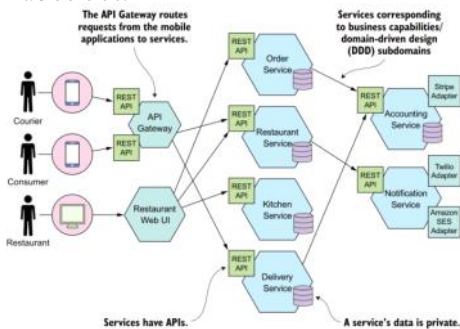 The API Gateway routes
requests from the mobile
applications to services.
Services corresponding
to business capabilities/
domain-driven design
(DDD) subdomains
Courier
Consumer
Restaurant
REST
API
REST
API
API
Gateway
Restaurant
Web UI
REST
API
Order
Service
REST
API
Restaurant
Service
REST
API
Kitchen
Service
REST
API
Delivery
Service
REST
API
Accounting
Service
Stripe
Adapter
REST
API
Notification
Service
Twilio
Adapter
Amazon
SES
Adapter
Services have APIs.
A service's data is private.